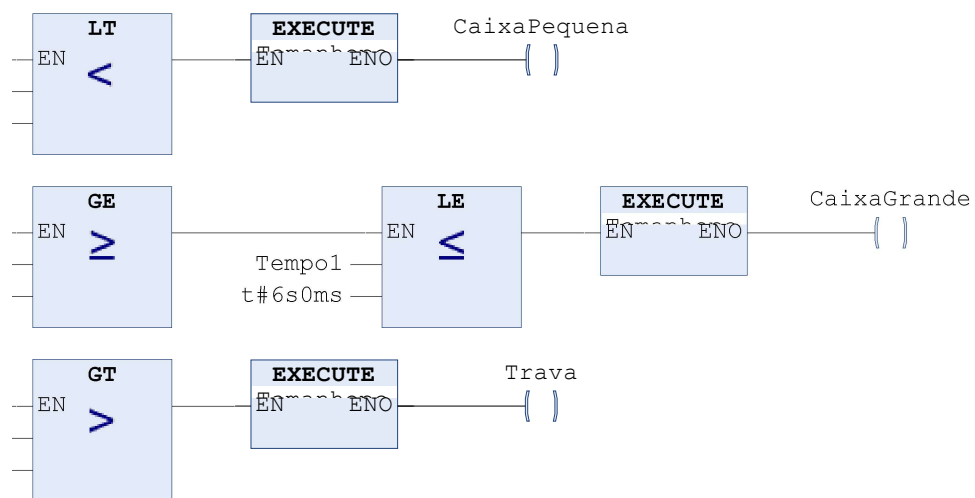 LT EXECUTE CaixaPequena
EN < EN ENO
GE LE EXECUTE CaixaGrande
EN ≥ EN ≤ EN ENO
Tempo1
t#6s0ms
GT EXECUTE Trava
EN > EN ENO